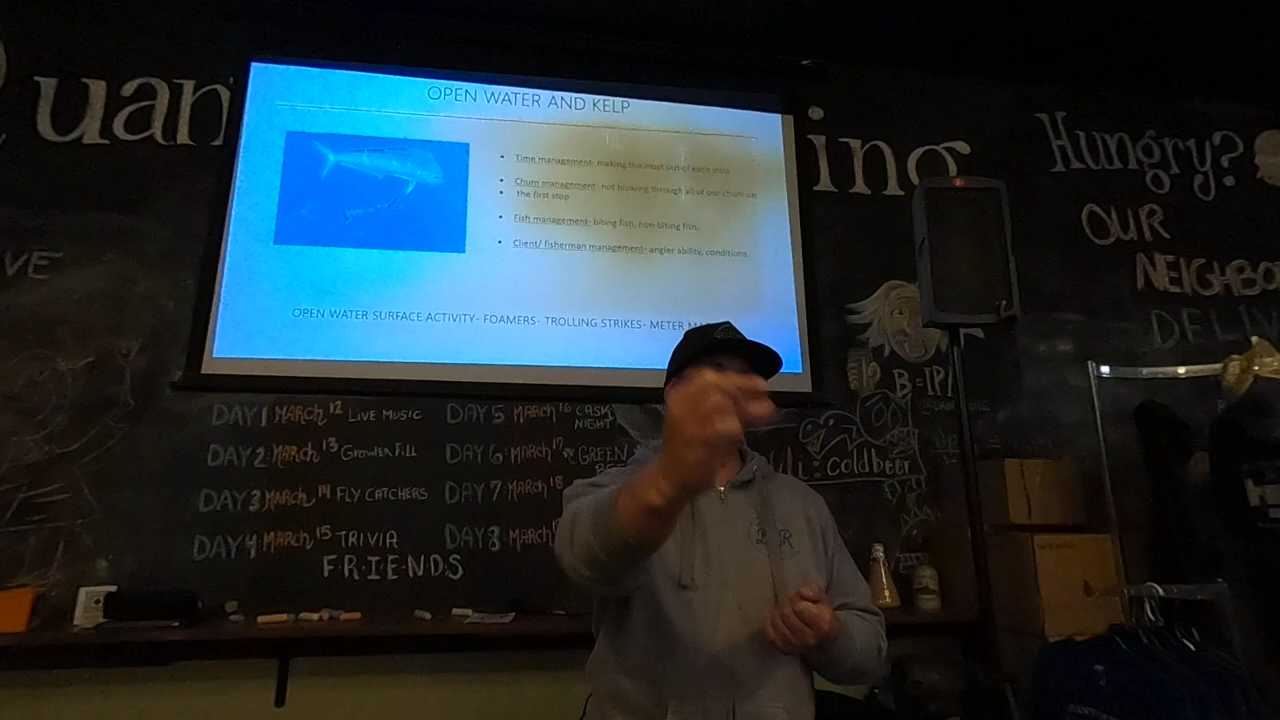 uan
ing
OPEN WATER AND KELP
• Time management- making the most out of each stop
• Chum management- not blowing through all of our chum on
• the first stop
• Fish management- biting fish, non-biting fish,
• Client/ fisherman management- angler ability, conditions
OPEN WATER SURFACE ACTIVITY- FOAMERS- TROLLING STRIKES- METER M
Hungry?
OUR
NEIGHBO
DELIV
VE
DAY 1 MARCH 12 LIVE MUSIC
DAY 2 MARCH 13 GROWLER FILL
DAY 3 MARCH 14 FLY CATCHERS
DAY 4 MARCH 15 TRIVIA
F·R·I·E·N·D·S
DAY 5 MARCH 16 CASK
NIGHT
DAY 6 MARCH 17 GREEN
DAY 7 MARCH 18
DAY 8 MARCH
: coldbeer